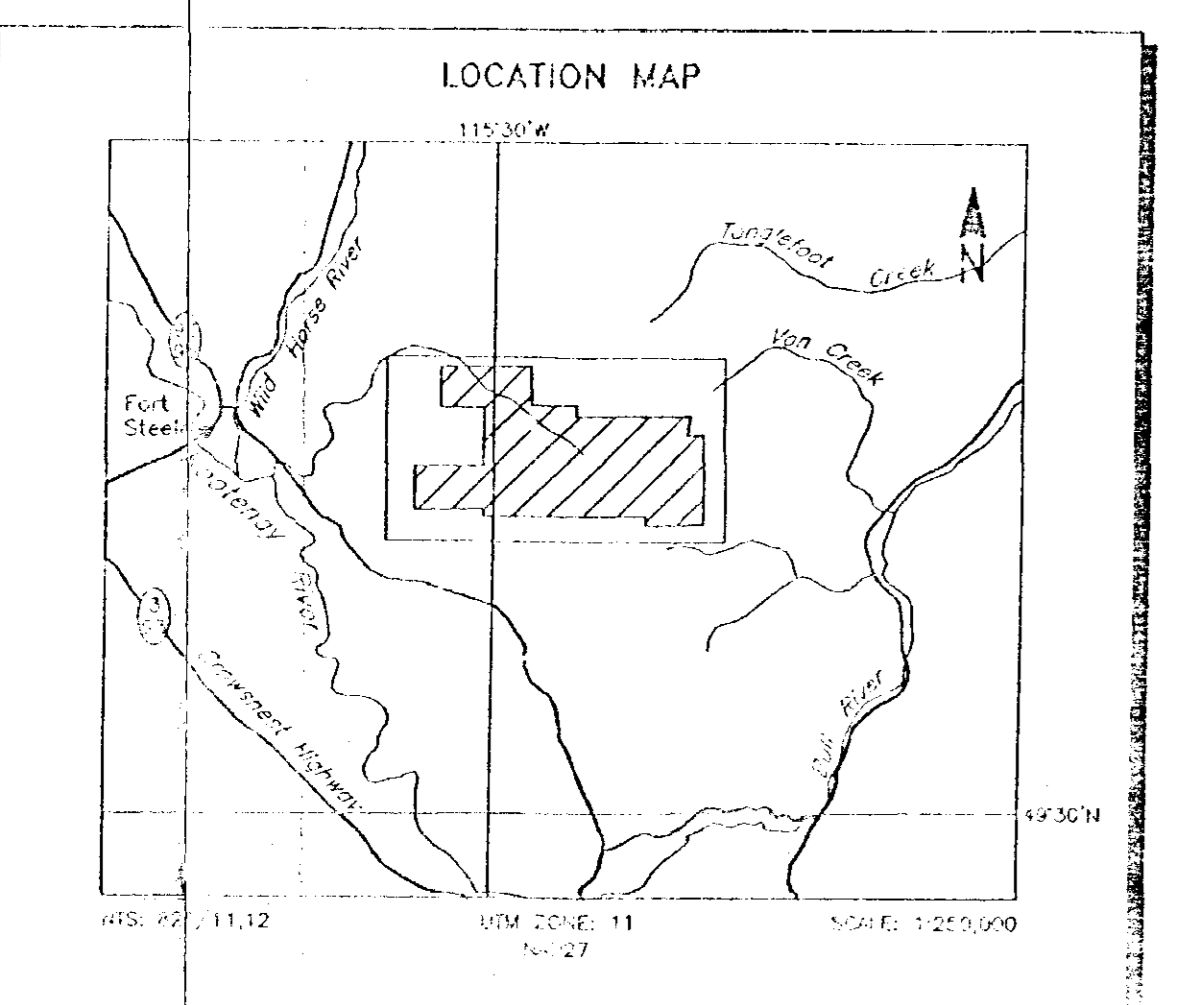 LOCATION MAP
115°30'W
N
Tanglefoot Creek
Van Creek
Wild Horse River
Fort
Steele
Kootenay River
3
Crowsnest Highway
Bull River
49°30'N
11,12
UTM ZONE: 11
SCALE: 1:250,000